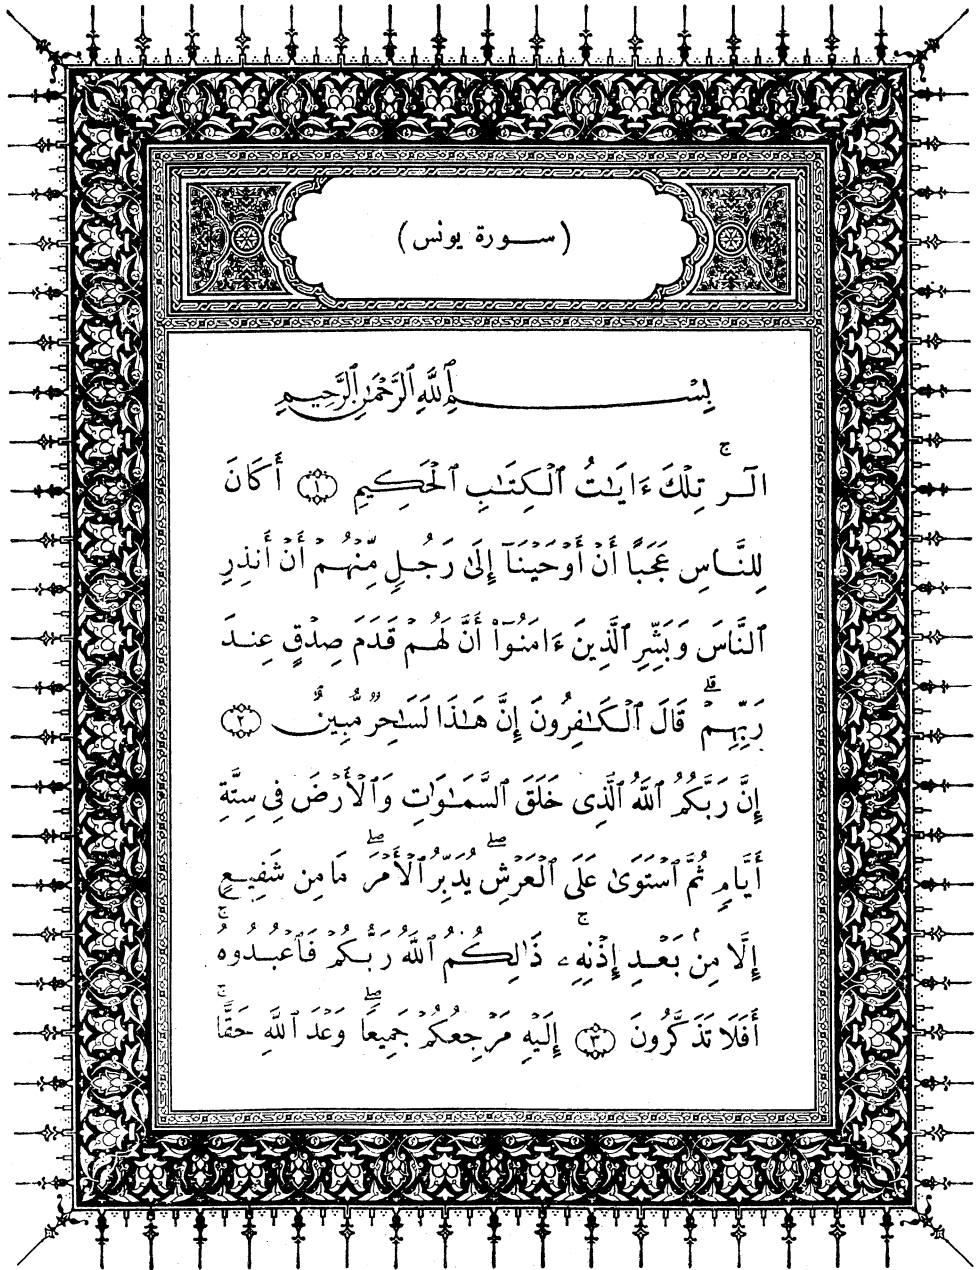 (سورة يونس)
بِسْمِ ٱللَّهِ ٱلرَّحْمَٰنِ ٱلرَّحِيمِ
الٓرۚ تِلْكَ ءَايَٰتُ ٱلْكِتَٰبِ ٱلْحَكِيمِ ١ أَكَانَ
لِلنَّاسِ عَجَبًا أَنْ أَوْحَيْنَآ إِلَىٰ رَجُلٍ مِّنْهُمْ أَنْ أَنذِرِ
ٱلنَّاسَ وَبَشِّرِ ٱلَّذِينَ ءَامَنُوٓاْ أَنَّ لَهُمْ قَدَمَ صِدْقٍ عِندَ
رَبِّهِمْۗ قَالَ ٱلْكَٰفِرُونَ إِنَّ هَٰذَا لَسَٰحِرٌ مُّبِينٌ ٢
إِنَّ رَبَّكُمُ ٱللَّهُ ٱلَّذِى خَلَقَ ٱلسَّمَٰوَٰتِ وَٱلْأَرْضَ فِى سِتَّةِ
أَيَّامٍ ثُمَّ ٱسْتَوَىٰ عَلَى ٱلْعَرْشِۖ يُدَبِّرُ ٱلْأَمْرَۖ مَا مِن شَفِيعٍ
إِلَّا مِنۢ بَعْدِ إِذْنِهِۦۚ ذَٰلِكُمُ ٱللَّهُ رَبُّكُمْ فَٱعْبُدُوهُۚ
أَفَلَا تَذَكَّرُونَ ٣ إِلَيْهِ مَرْجِعُكُمْ جَمِيعًاۖ وَعْدَ ٱللَّهِ حَقًّاۚ